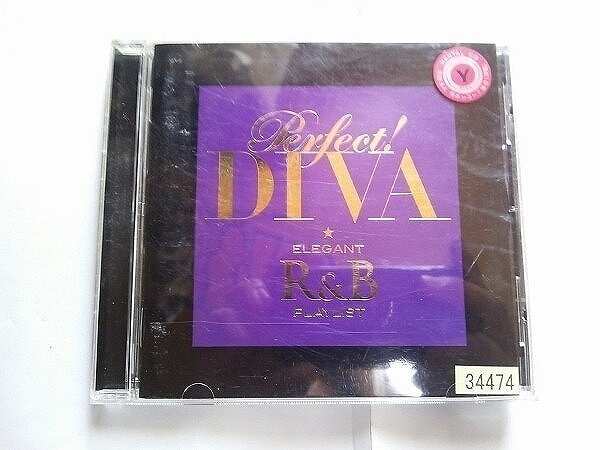 Perfect!
DIVA
ELEGANT
R&B
PLAYLIST
Y
34474